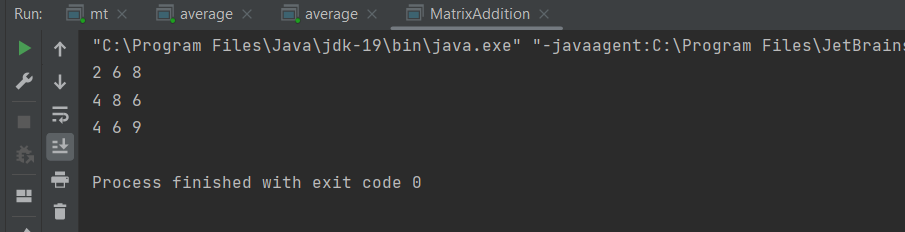 Run: mt average average MatrixAddition
"C:\Program Files\Java\jdk-19\bin\java.exe" "-javaagent:C:\Program Files\JetBrains
2 6 8
4 8 6
4 6 9
Process finished with exit code 0